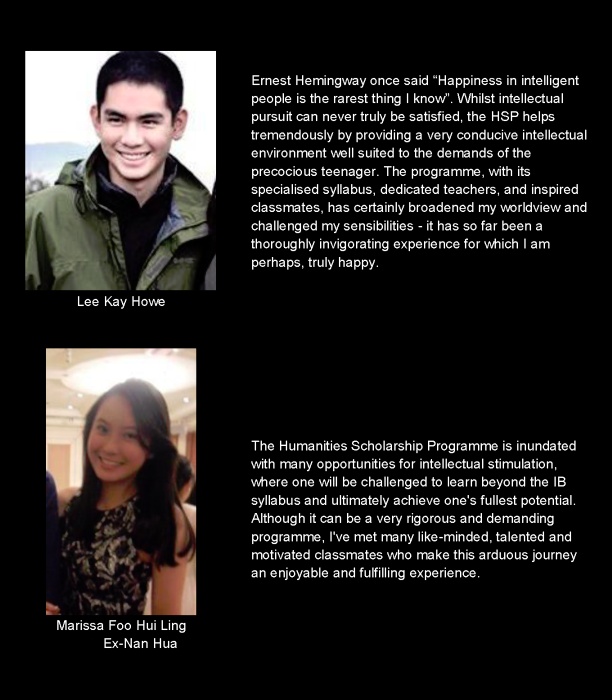 Ernest Hemingway once said “Happiness in intelligent
people is the rarest thing I know”. Whilst intellectual
pursuit can never truly be satisfied, the HSP helps
tremendously by providing a very conducive intellectual
environment well suited to the demands of the
precocious teenager. The programme, with its
specialised syllabus, dedicated teachers, and inspired
classmates, has certainly broadened my worldview and
challenged my sensibilities - it has so far been a
thoroughly invigorating experience for which I am
perhaps, truly happy.
Lee Kay Howe
The Humanities Scholarship Programme is inundated
with many opportunities for intellectual stimulation,
where one will be challenged to learn beyond the IB
syllabus and ultimately achieve one's fullest potential.
Although it can be a very rigorous and demanding
programme, I've met many like-minded, talented and
motivated classmates who make this arduous journey
an enjoyable and fulfilling experience.
Marissa Foo Hui Ling
Ex-Nan Hua